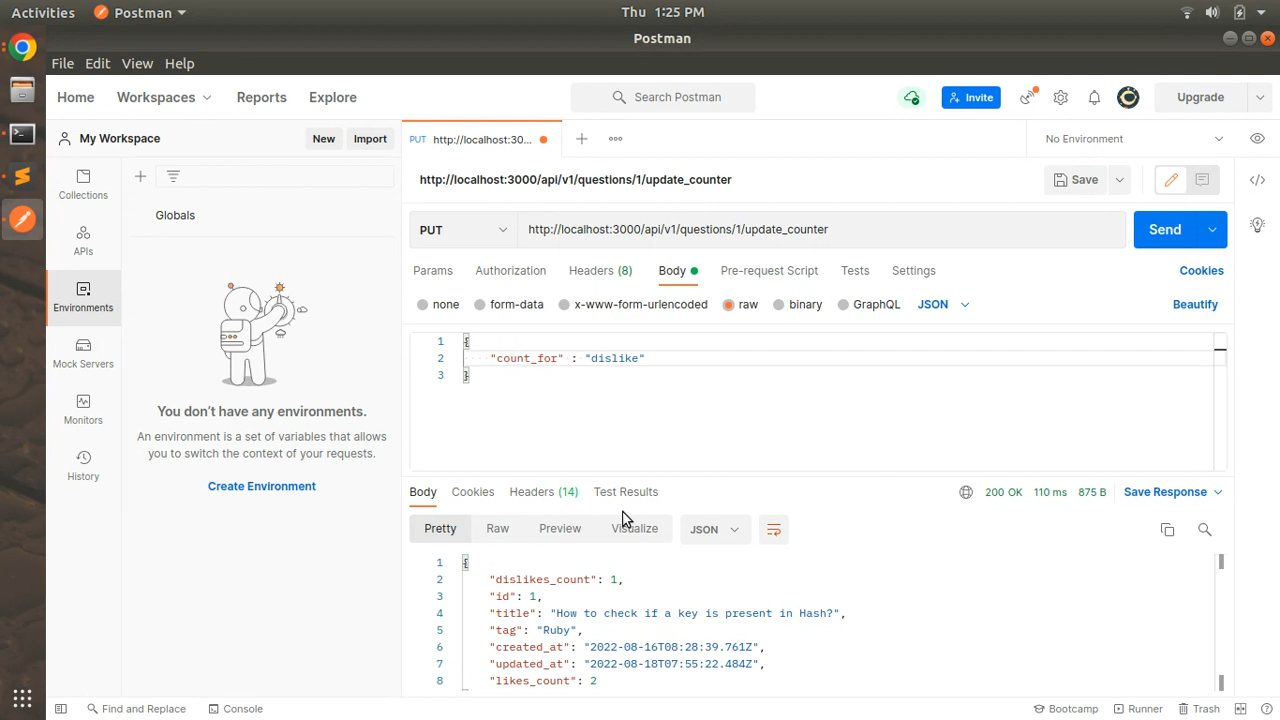 Activities Postman Thu 1:25 PM
Postman
File Edit View Help
Home Workspaces Reports Explore Search Postman Invite Upgrade
My Workspace New Import PUT http://localhost:30... No Environment
Collections
APIs
Environments
Mock Servers
Monitors
History
Globals
You don't have any environments.
An environment is a set of variables that allows
you to switch the context of your requests.
Create Environment
http://localhost:3000/api/v1/questions/1/update_counter Save
PUT http://localhost:3000/api/v1/questions/1/update_counter Send
Params Authorization Headers (8) Body Pre-request Script Tests Settings Cookies
none form-data x-www-form-urlencoded raw binary GraphQL JSON Beautify
1 {
2 "count_for" : "dislike"
3 }
Body Cookies Headers (14) Test Results 200 OK 110 ms 875 B Save Response
Pretty Raw Preview Visualize JSON
1 {
2 "dislikes_count": 1,
3 "id": 1,
4 "title": "How to check if a key is present in Hash?",
5 "tag": "Ruby",
6 "created_at": "2022-08-16T08:28:39.761Z",
7 "updated_at": "2022-08-18T07:55:22.484Z",
8 "likes_count": 2
Find and Replace Console Bootcamp Runner Trash